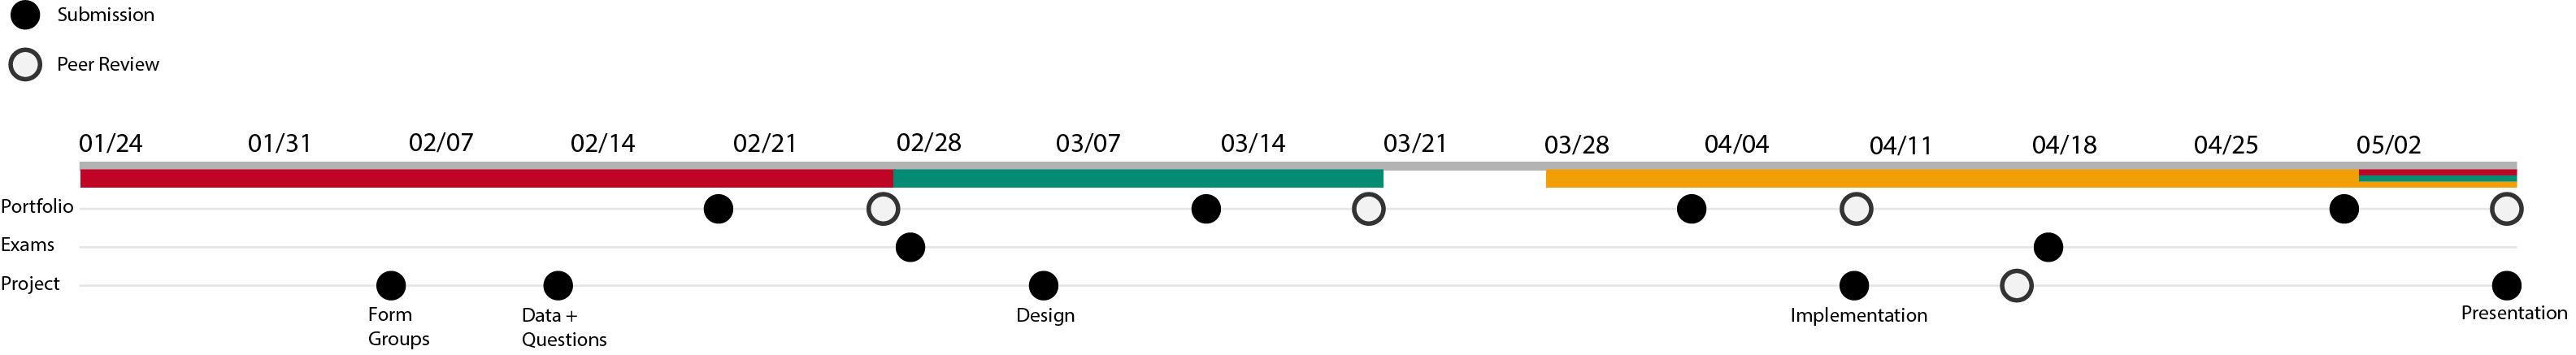 Submission
Peer Review
01/24 01/31 02/07 02/14 02/21 02/28 03/07 03/14 03/21 03/28 04/04 04/11 04/18 04/25 05/02
Portfolio
Exams
Project
Form
Groups
Data +
Questions
Design
Implementation
Presentation